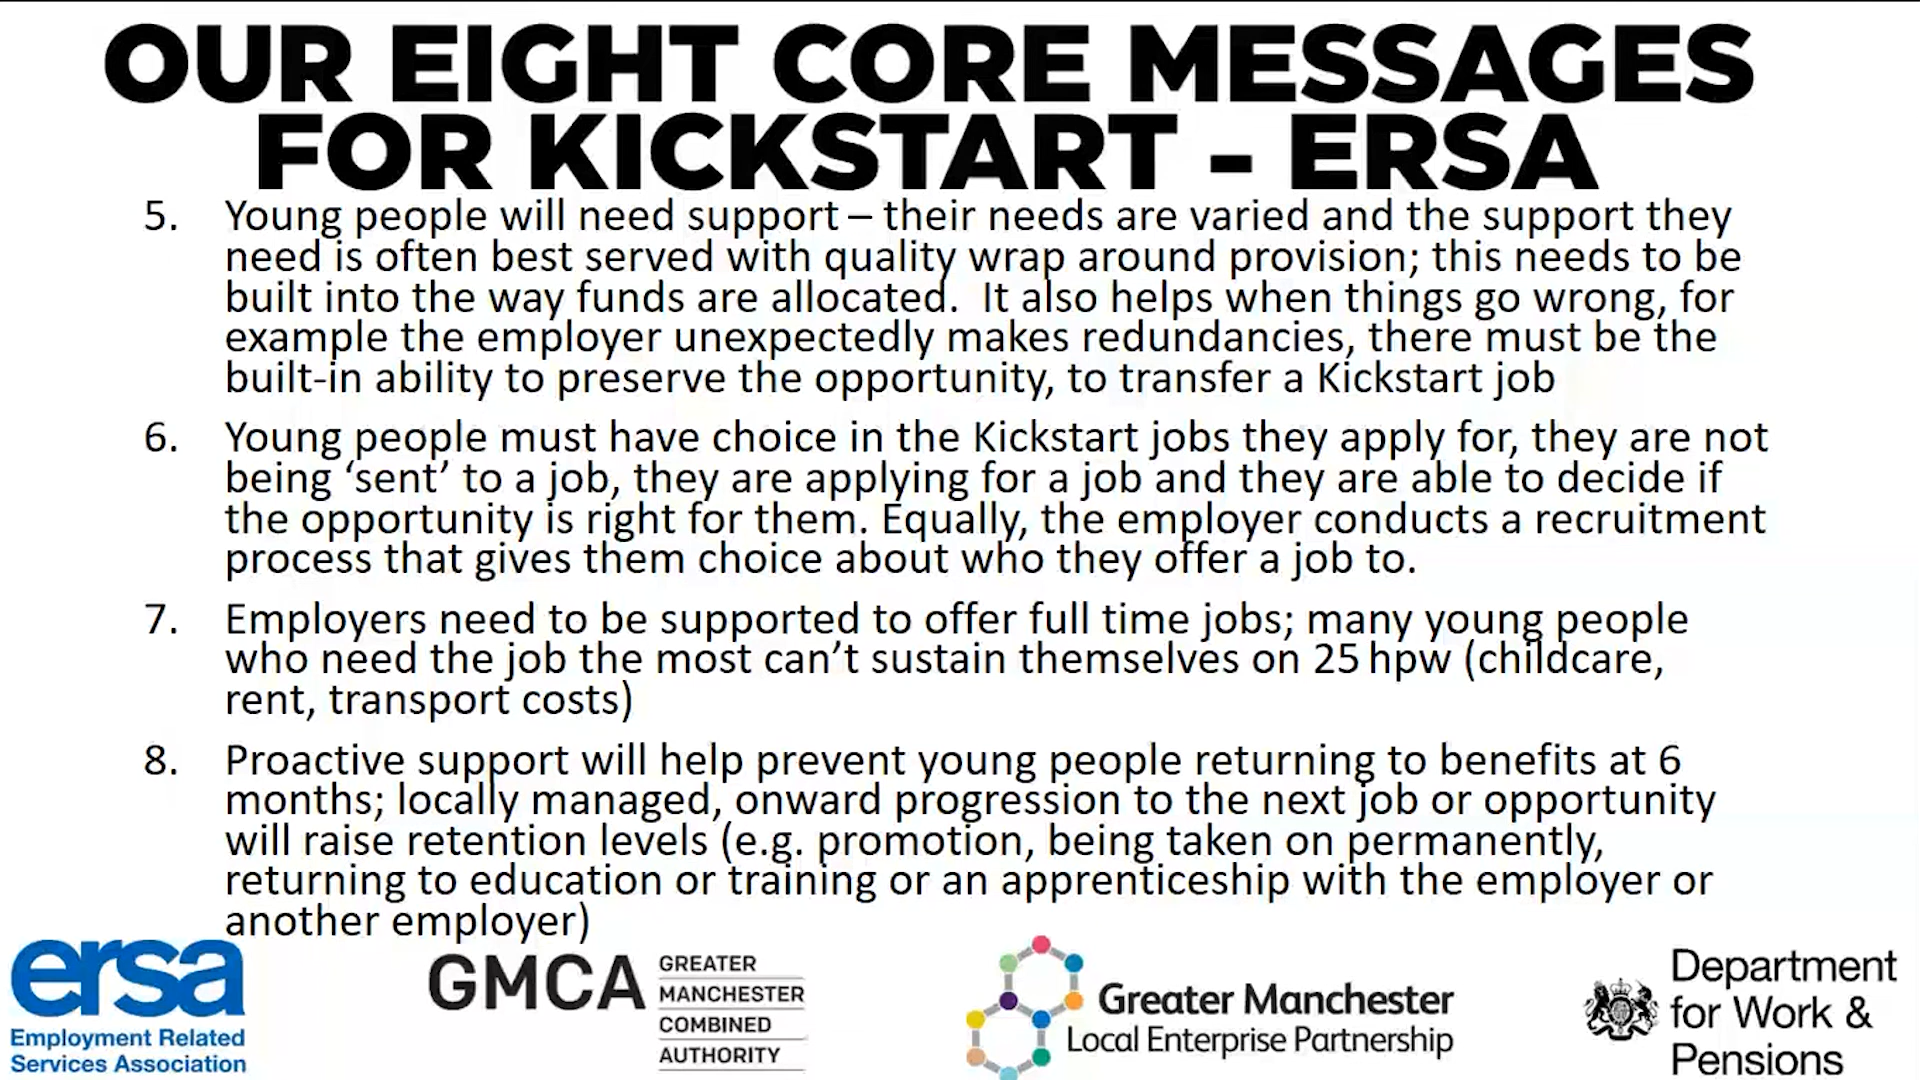 OUR EIGHT CORE MESSAGES
FOR KICKSTART - ERSA
5. Young people will need support – their needs are varied and the support they
need is often best served with quality wrap around provision; this needs to be
built into the way funds are allocated.  It also helps when things go wrong, for
example the employer unexpectedly makes redundancies, there must be the
built-in ability to preserve the opportunity, to transfer a Kickstart job
6. Young people must have choice in the Kickstart jobs they apply for, they are not
being ‘sent’ to a job, they are applying for a job and they are able to decide if
the opportunity is right for them. Equally, the employer conducts a recruitment
process that gives them choice about who they offer a job to.
7. Employers need to be supported to offer full time jobs; many young people
who need the job the most can’t sustain themselves on 25 hpw (childcare,
rent, transport costs)
8. Proactive support will help prevent young people returning to benefits at 6
months; locally managed, onward progression to the next job or opportunity
will raise retention levels (e.g. promotion, being taken on permanently,
returning to education or training or an apprenticeship with the employer or
another employer)
ersa
Employment Related
Services Association
GMCA
GREATER
MANCHESTER
COMBINED
AUTHORITY
Greater Manchester
Local Enterprise Partnership
Department
for Work &
Pensions